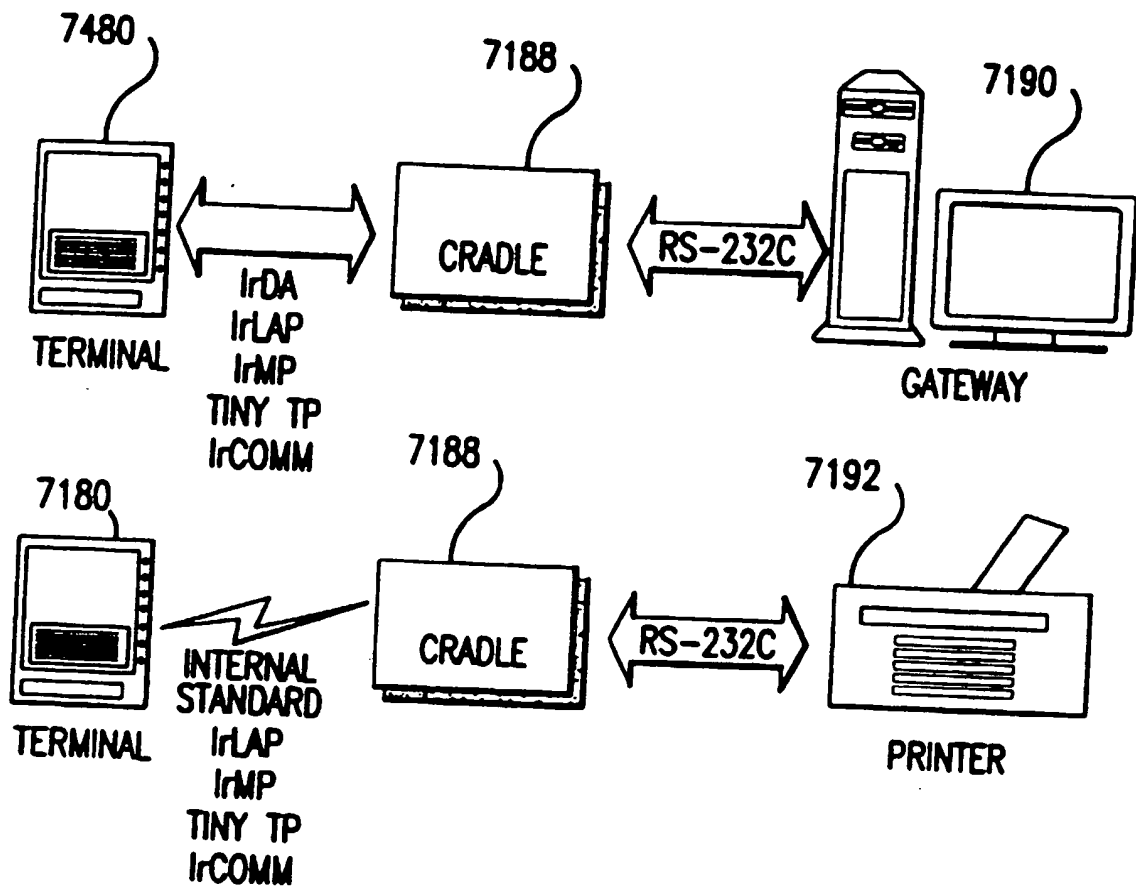 7480
7188
7190
CRADLE
RS-232C
TERMINAL
IrDA
IrLAP
IrMP
TINY TP
IrCOMM
GATEWAY
7180
7188
7192
CRADLE
RS-232C
TERMINAL
INTERNAL
STANDARD
IrLAP
IrMP
TINY TP
IrCOMM
PRINTER